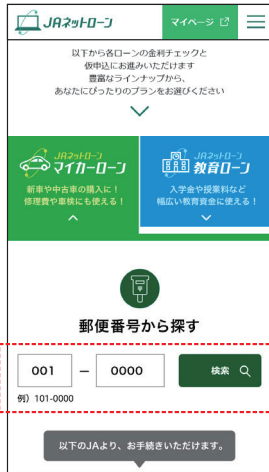 JAネットローン
マイページ
以下から各ローンの金利チェックと
仮申込にお進みいただけます
豊富なラインナップから、
あなたにぴったりのプランをお選びください
JAネットローン
マイカーローン
新車や中古車の購入に！
修理費や車検にも使える！
JAネットローン
教育ローン
入学金や授業料など
幅広い教育資金に使える！
郵便番号から探す
001 － 0000 検索
例）101-0000
以下のJAより、お手続きいただけます。